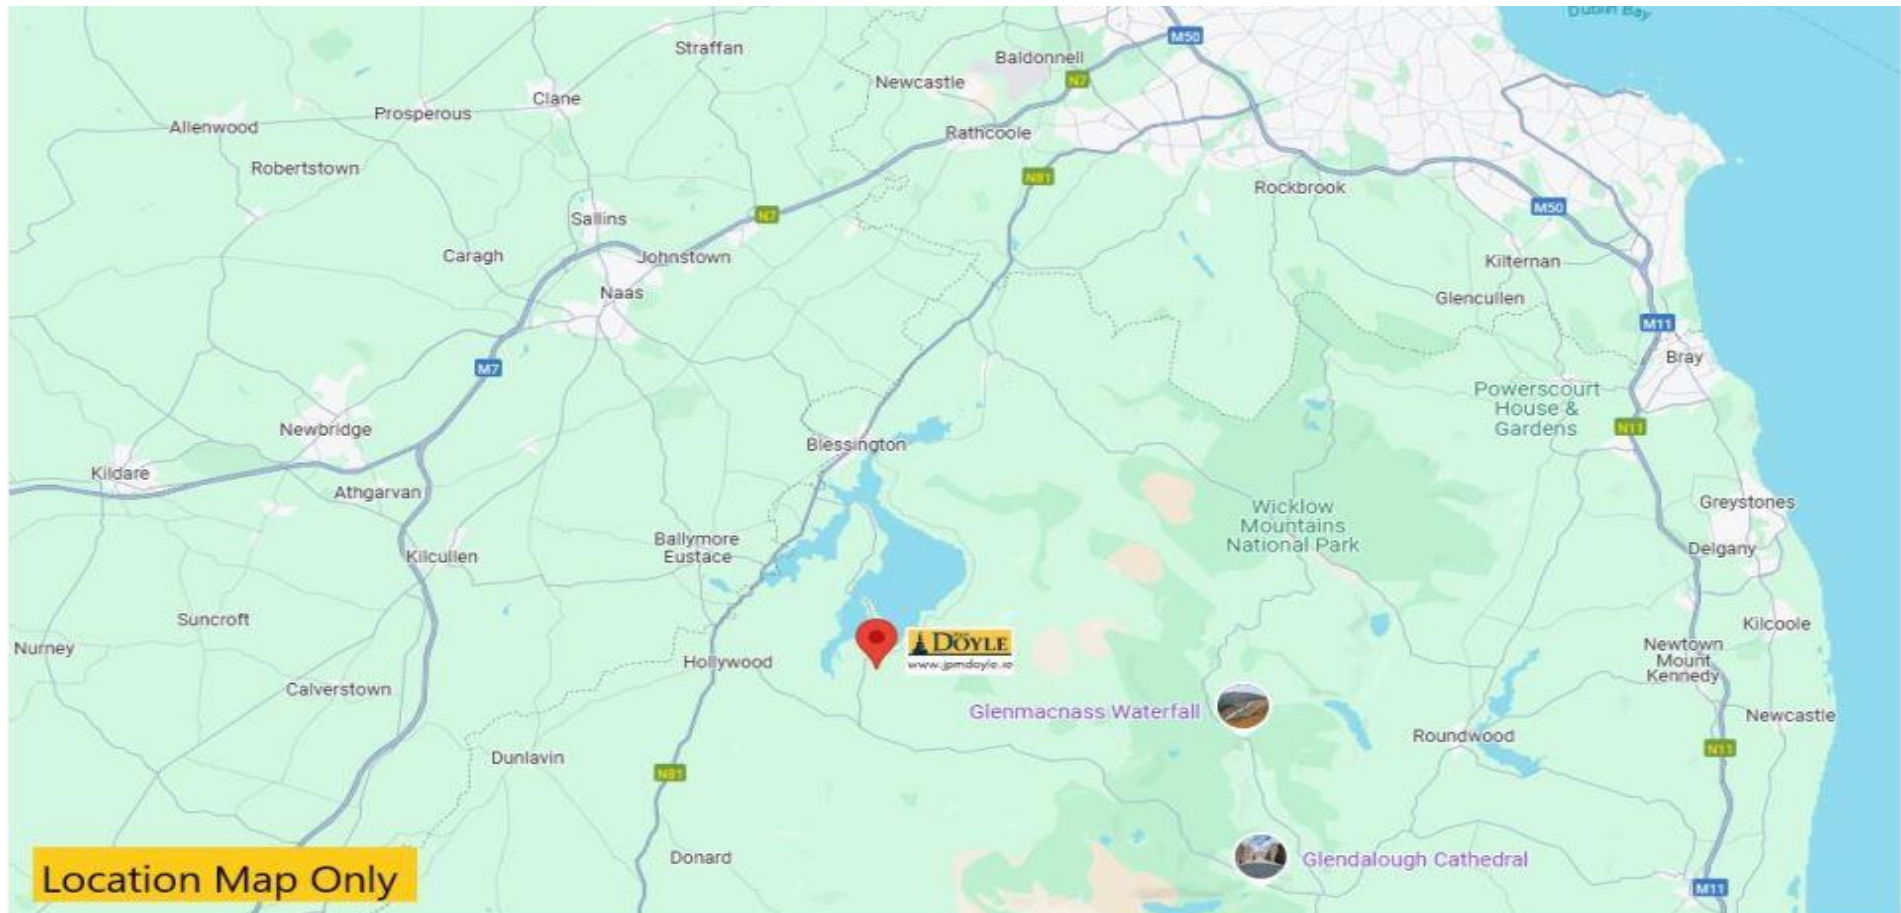 Dublin Bay
M50
Straffan
Baldonnell
Newcastle
N7
Clane
Prosperous
Allenwood
Rathcoole
Robertstown
N81
Rockbrook
M50
Sallins
N7
Caragh
Johnstown
Kilternan
Naas
Glencullen
M11
Bray
M7
Powerscourt
House &
Gardens
Newbridge
N11
Blessington
Kildare
Athgarvan
Greystones
Wicklow
Mountains
National Park
Ballymore
Eustace
Delgany
Kilcullen
Suncroft
Kilcoole
Nurney
DOYLE
www.jpmdoyle.ie
Newtown
Mount
Kennedy
Hollywood
Calverstown
Glenmacnass Waterfall
Newcastle
Roundwood
N11
Dunlavin
N81
Donard
Glendalough Cathedral
Location Map Only
M11